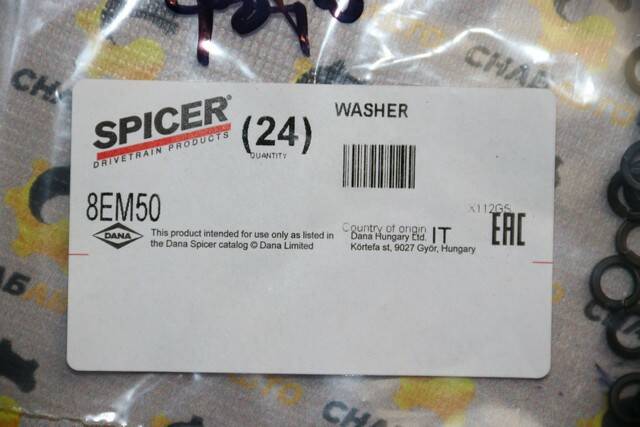 SPICER®
DRIVETRAIN PRODUCTS
(24)
QUANTITY
WASHER
8EM50
X112GS
DANA
This product intended for use only as listed in
the Dana Spicer catalog © Dana Limited
Country of origin IT
Dana Hungary Ltd.
Körtefa st, 9027 Győr, Hungary
EAC